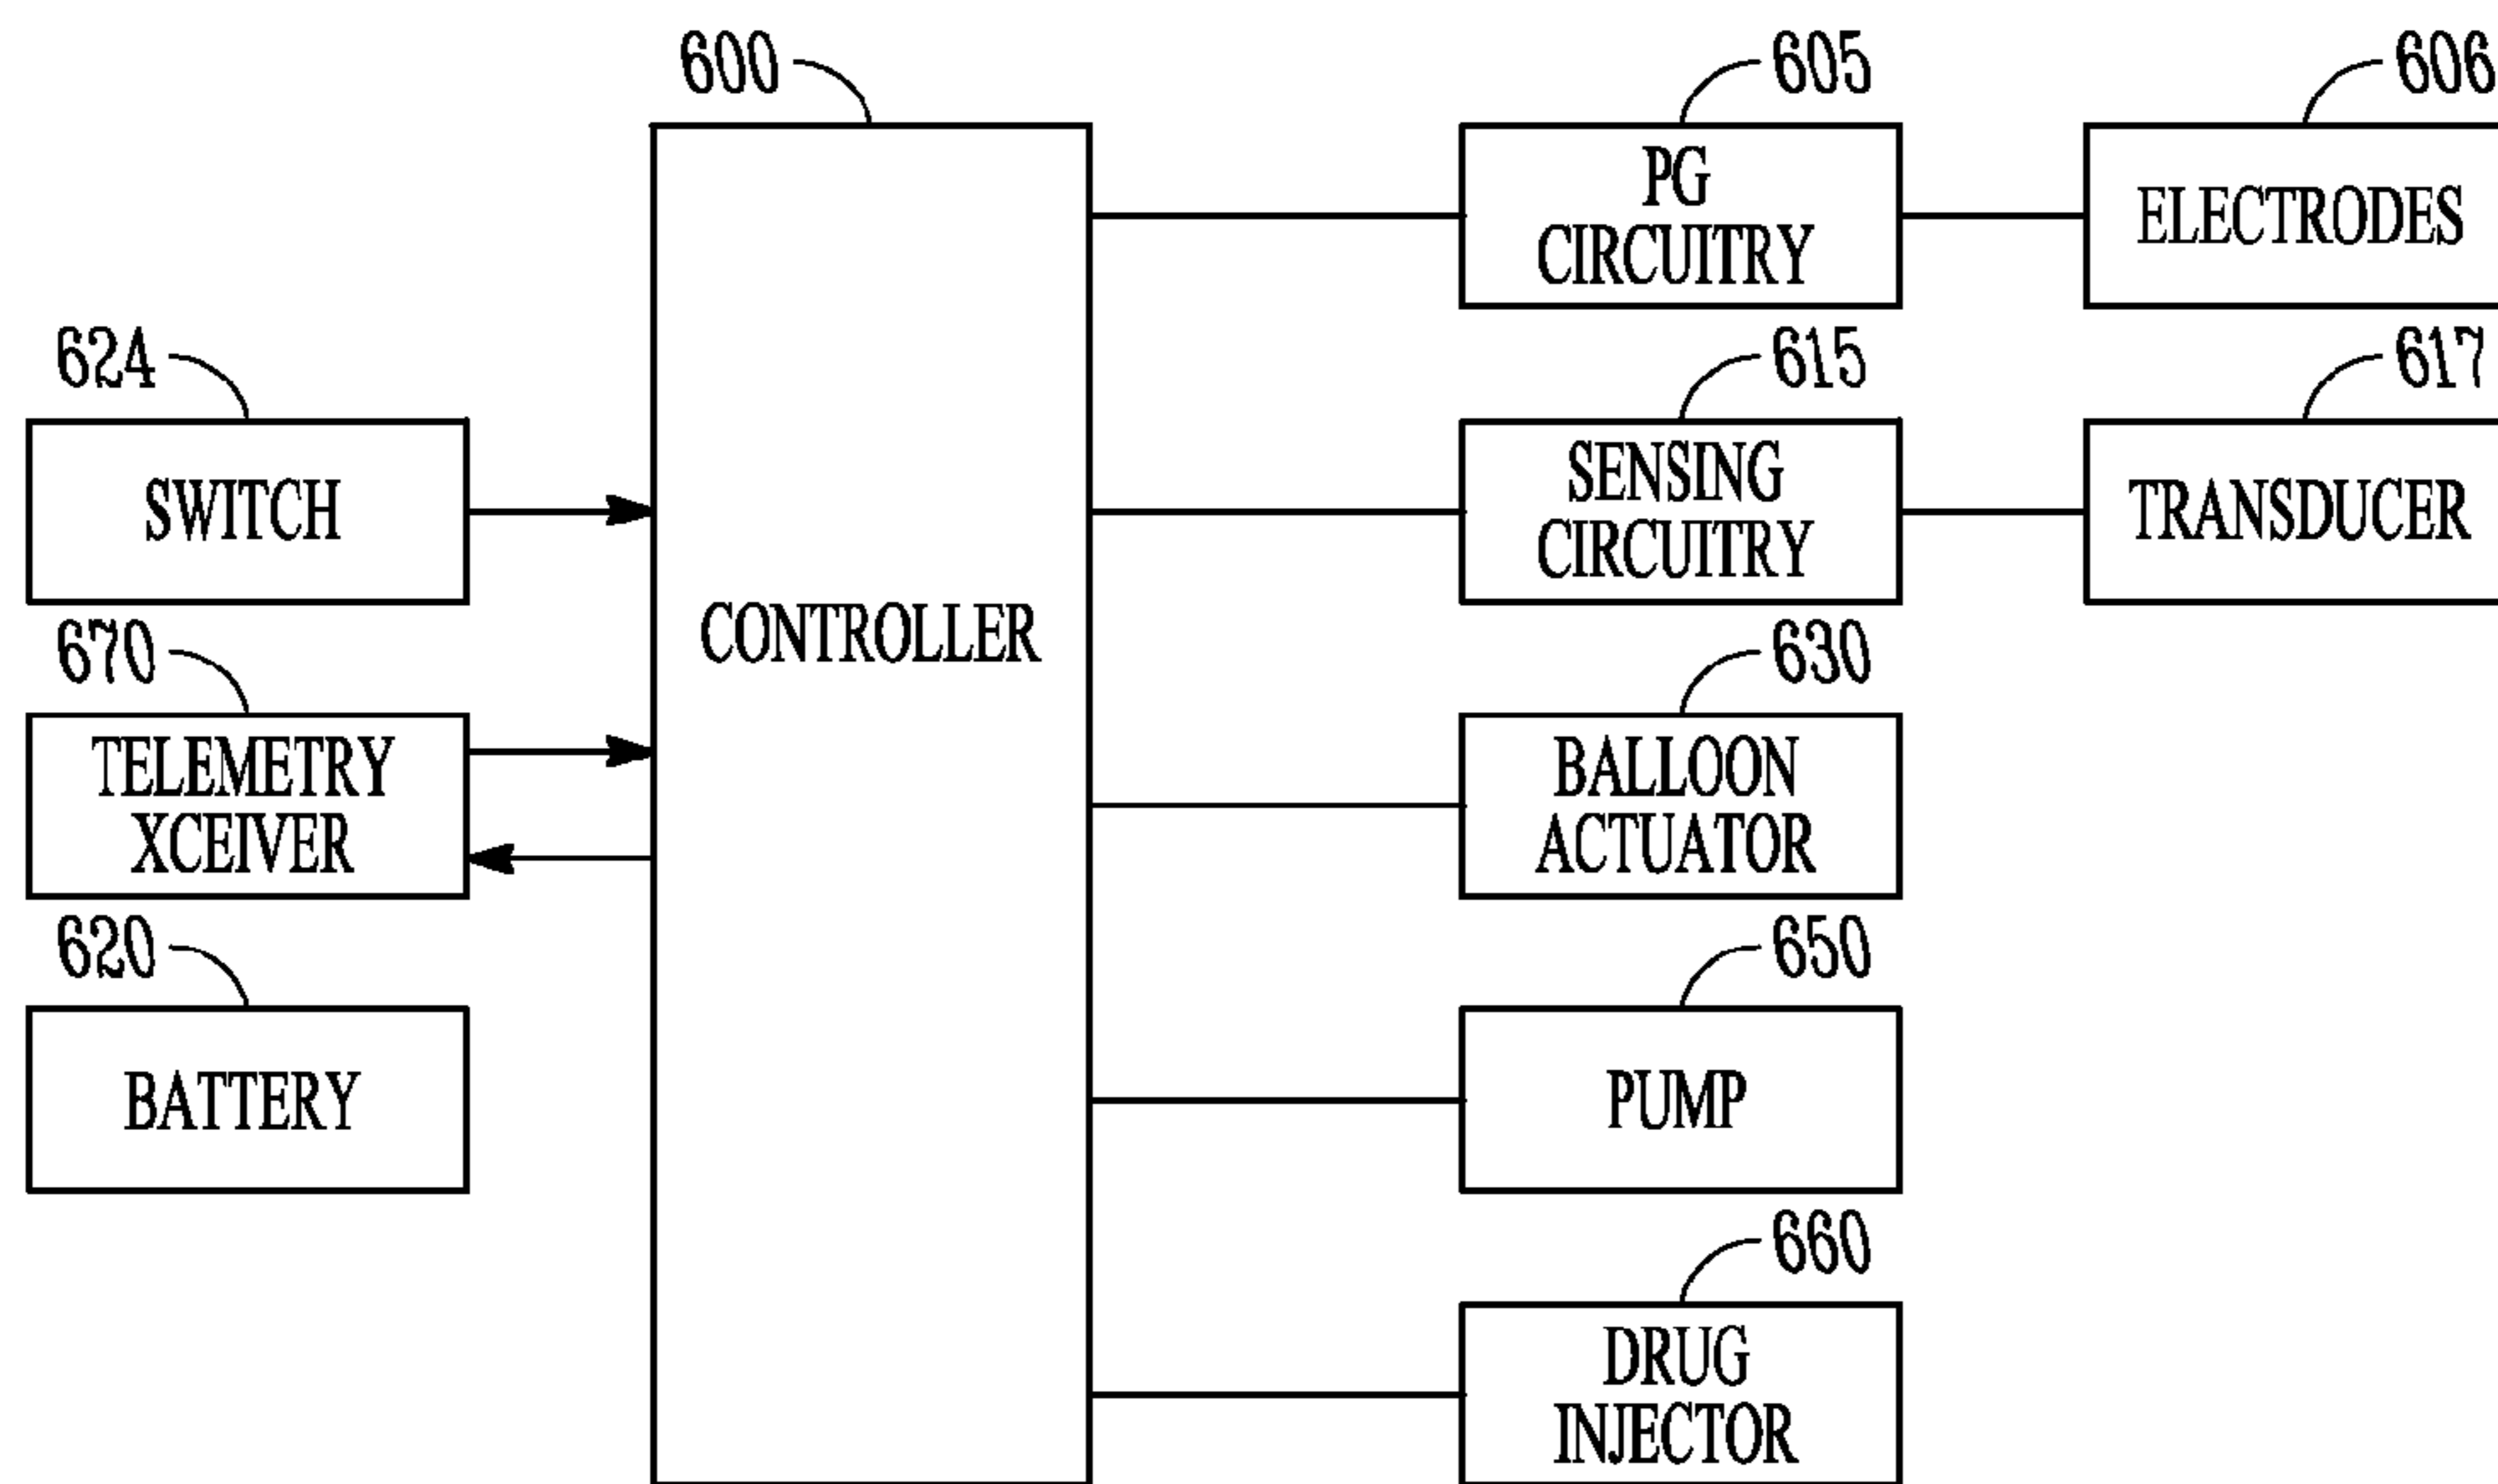 600
605
606
PG
CIRCUITRY
ELECTRODES
624
615
617
SWITCH
SENSING
CIRCUITRY
TRANSDUCER
CONTROLLER
670
630
TELEMETRY
XCEIVER
BALLOON
ACTUATOR
620
650
BATTERY
PUMP
660
DRUG
INJECTOR